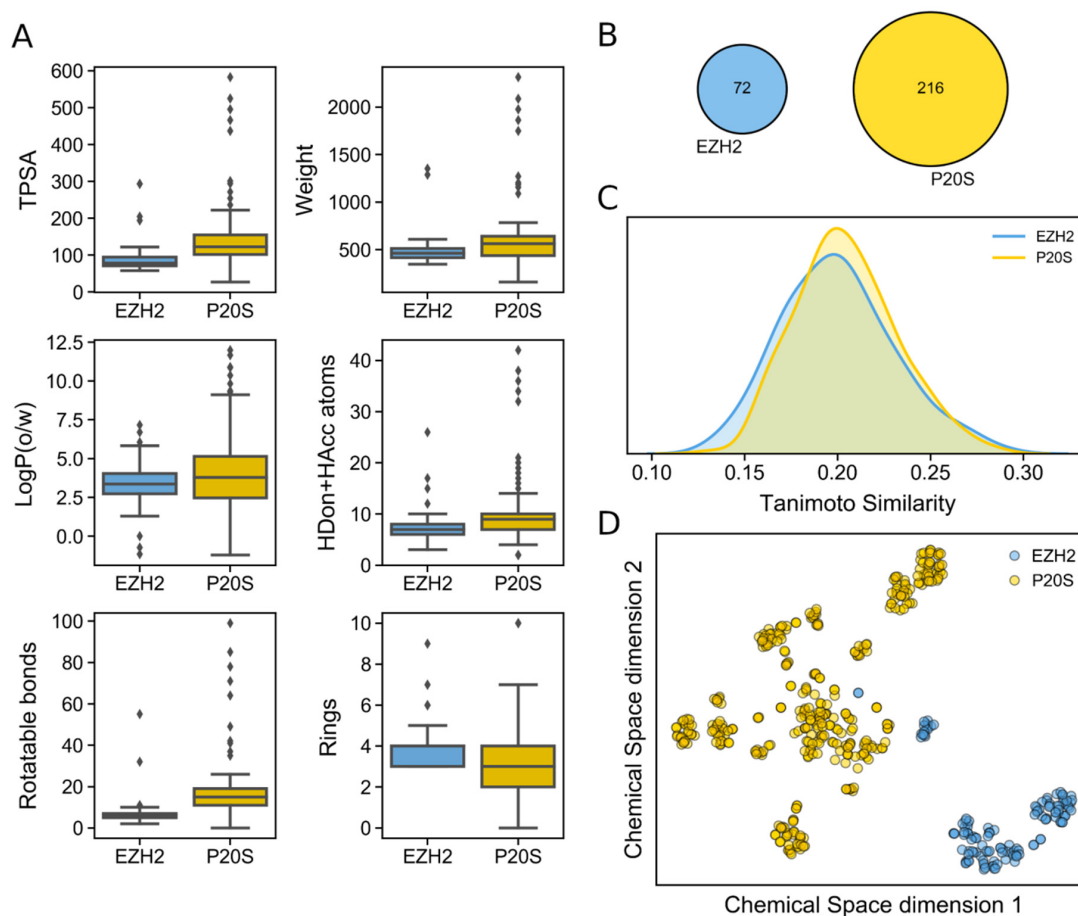 A
TPSA
600
500
400
300
200
100
0
EZH2 P20S
Weight
2000
1500
1000
500
EZH2 P20S
LogP(o/w)
12.5
10.0
7.5
5.0
2.5
0.0
EZH2 P20S
HDon+HAcc atoms
40
30
20
10
0
EZH2 P20S
Rotatable bonds
100
80
60
40
20
0
EZH2 P20S
Rings
10
8
6
4
2
0
EZH2 P20S
B
72
EZH2
216
P20S
C
EZH2
P20S
0.10 0.15 0.20 0.25 0.30
Tanimoto Similarity
D
EZH2
P20S
Chemical Space dimension 2
Chemical Space dimension 1